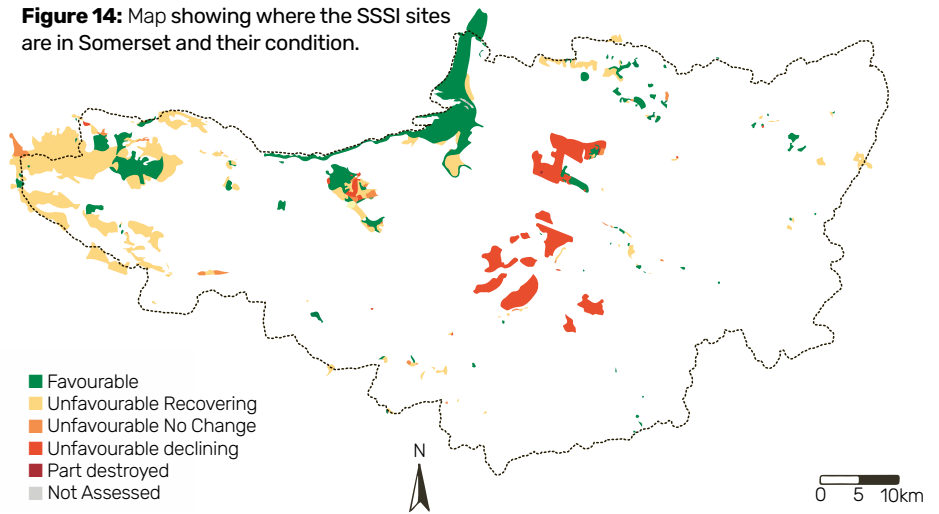 Figure 14: Map showing where the SSSI sites
are in Somerset and their condition.
Favourable
Unfavourable Recovering
Unfavourable No Change
Unfavourable declining
Part destroyed
Not Assessed
N
0 5 10km